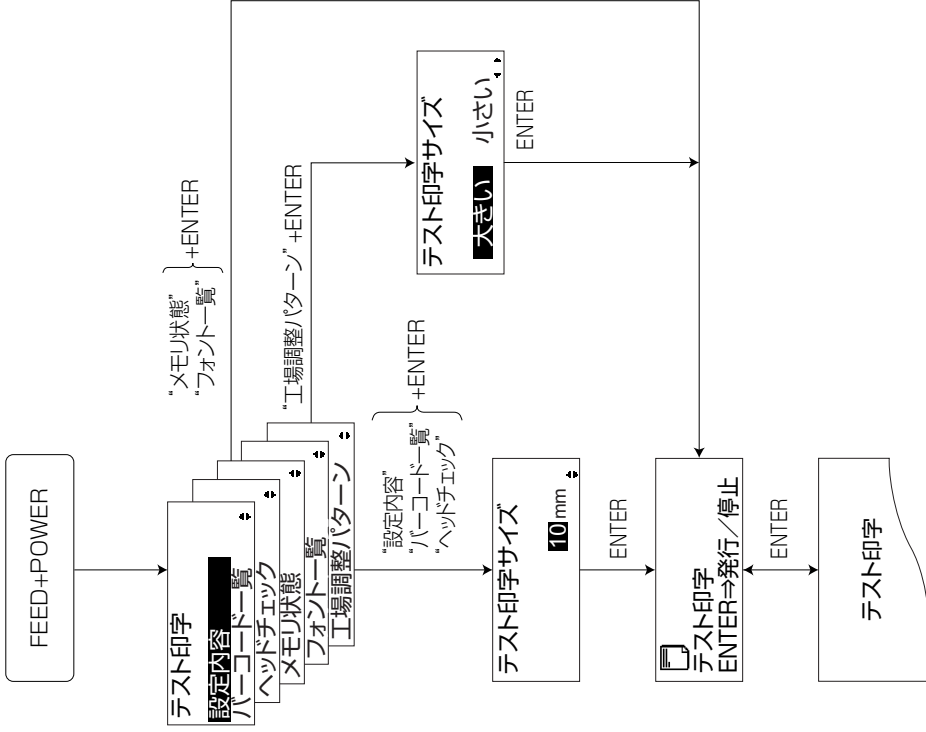 FEED+POWER
テスト印字
設定内容
バーコード一覧
ヘッドチェック
メモリ状態
フォント一覧
工場調整パターン
“メモリ状態”
“フォント一覧”
+ENTER
“工場調整パターン” +ENTER
“設定内容”
“バーコード一覧”
“ヘッドチェック”
+ENTER
テスト印字サイズ
大きい 小さい
ENTER
テスト印字サイズ
10 mm
ENTER
テスト印字
ENTER⇒発行／停止
ENTER
テスト印字